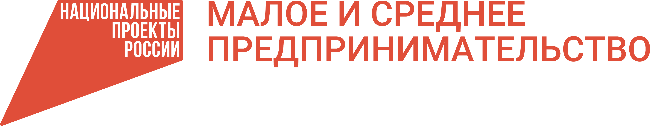 НАЦИОНАЛЬНЫЕ
ПРОЕКТЫ
РОССИИ
МАЛОЕ И СРЕДНЕЕ
ПРЕДПРИНИМАТЕЛЬСТВО